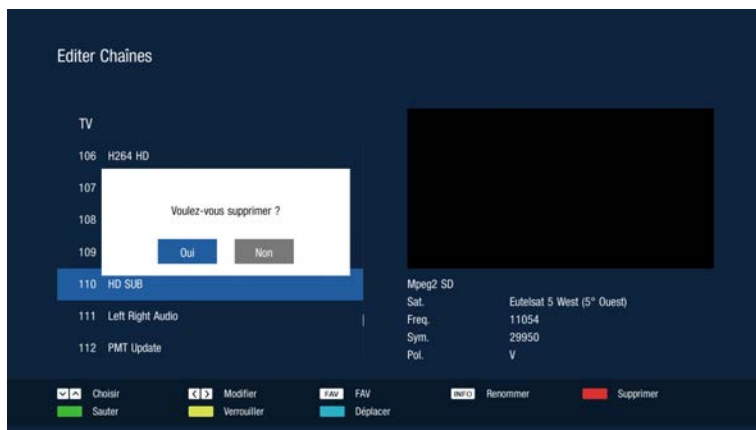 Editer Chaînes
TV
106 H264 HD
107
108
109
Voulez-vous supprimer ?
Oui Non
110 HD SUB
111 Left Right Audio
112 PMT Update
Mpeg2 SD
Sat. Eutelsat 5 West (5° Ouest)
Freq. 11054
Sym. 29950
Pol. V
Choisir Modifier FAV FAV INFO Renommer Supprimer
Sauter Verrouiller Déplacer